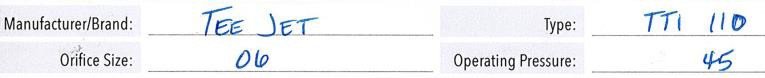 Manufacturer/Brand: TEE JET Type: TTI 110
Orifice Size: 06 Operating Pressure: 45